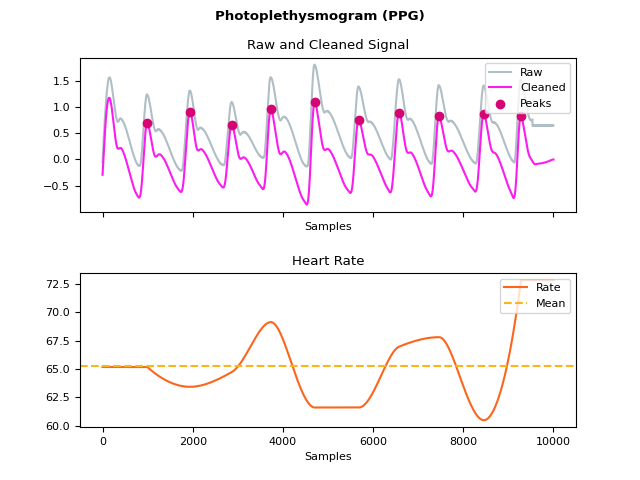 Photoplethysmogram (PPG)
Raw and Cleaned Signal
Raw
Cleaned
Peaks
1.5
1.0
0.5
0.0
−0.5
Samples
Heart Rate
Rate
Mean
72.5
70.0
67.5
65.0
62.5
60.0
0 2000 4000 6000 8000 10000
Samples